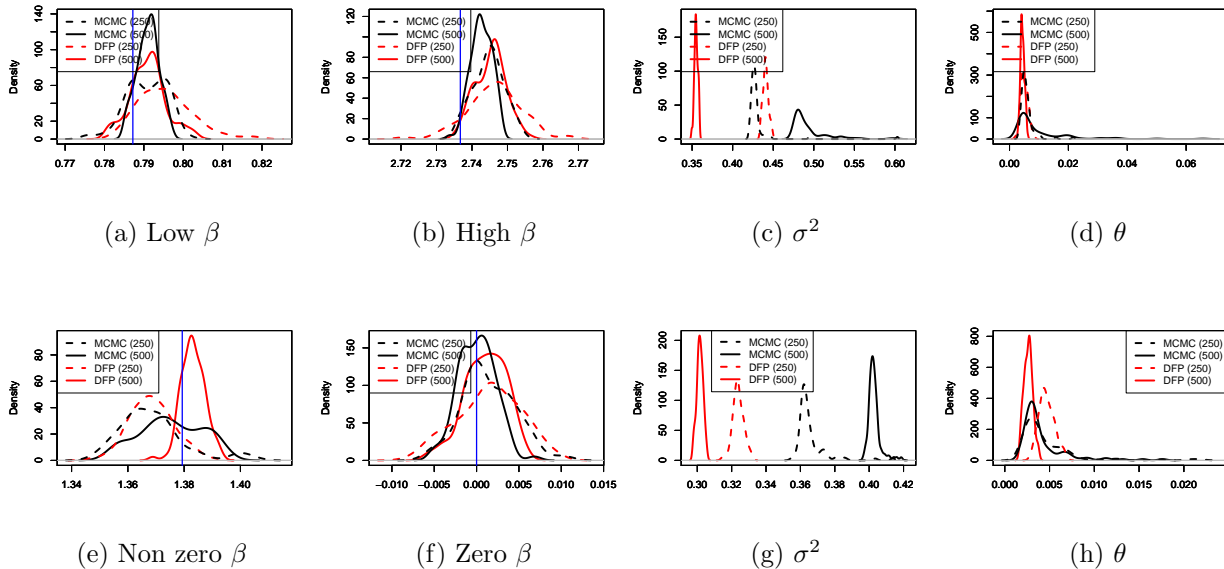 MCMC (250)
MCMC (500)
DFP (250)
DFP (500)
Density
0 20 40 60 80 100 140
0.77 0.78 0.79 0.80 0.82
(a) Low β
MCMC (250)
MCMC (500)
DFP (250)
DFP (500)
Density
0 20 40 60 80 120
2.72 2.73 2.75 2.76 2.77
(b) High β
MCMC (250)
MCMC (500)
DFP (250)
DFP (500)
Density
0 50 100 150
0.35 0.40 0.45 0.50 0.55 0.60
(c) σ²
MCMC (250)
MCMC (500)
DFP (250)
DFP (500)
Density
0 100 300 500
0.00 0.02 0.04 0.06
(d) θ
MCMC (250)
MCMC (500)
DFP (250)
DFP (500)
Density
0 20 40 60 80
1.34 1.36 1.38 1.40
(e) Non zero β
MCMC (250)
MCMC (500)
DFP (250)
DFP (500)
Density
0 50 100 150
−0.010 0.000 0.005 0.010 0.015
(f) Zero β
MCMC (250)
MCMC (500)
DFP (250)
DFP (500)
Density
0 50 100 150 200
0.30 0.32 0.34 0.36 0.38 0.40 0.42
(g) σ²
MCMC (250)
MCMC (500)
DFP (250)
DFP (500)
Density
0 200 400 600 800
0.000 0.005 0.010 0.015 0.020
(h) θ